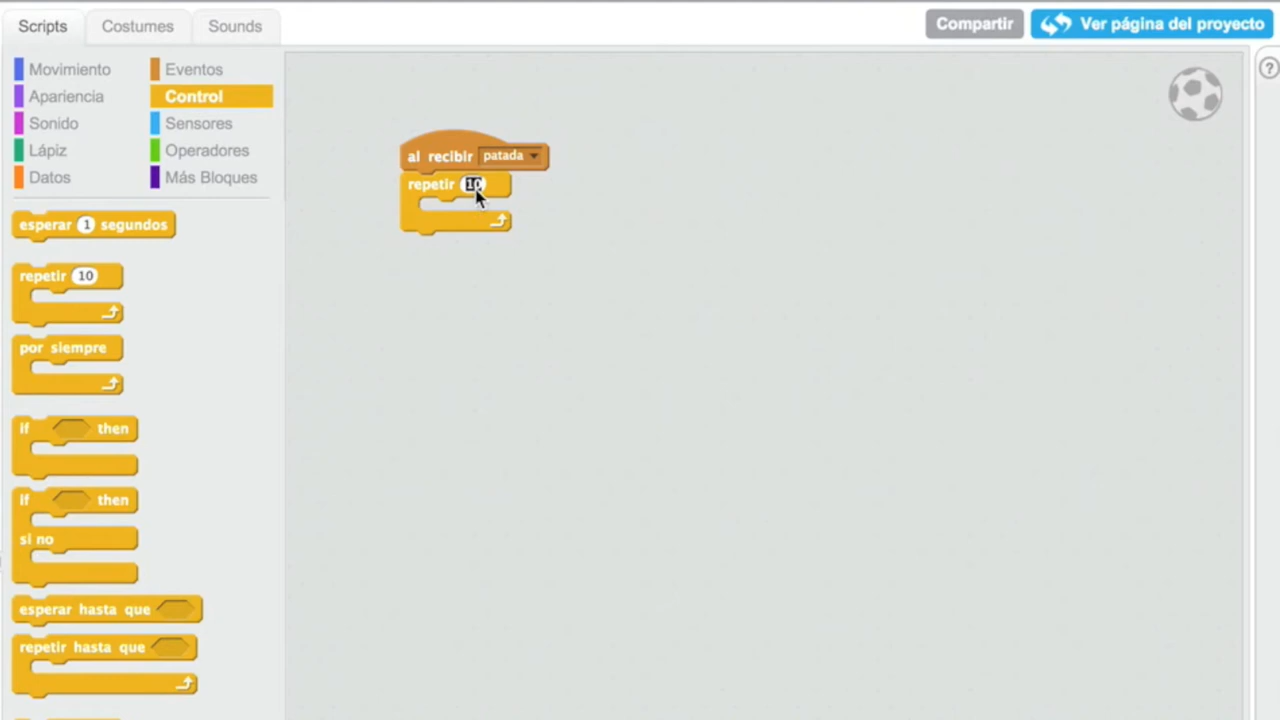 Scripts Costumes Sounds
Compartir Ver página del proyecto
Movimiento Eventos
Apariencia Control
Sonido Sensores
Lápiz Operadores
Datos Más Bloques
esperar 1 segundos
repetir 10
por siempre
if then
if then
si no
esperar hasta que
repetir hasta que
al recibir patada
repetir 10
?